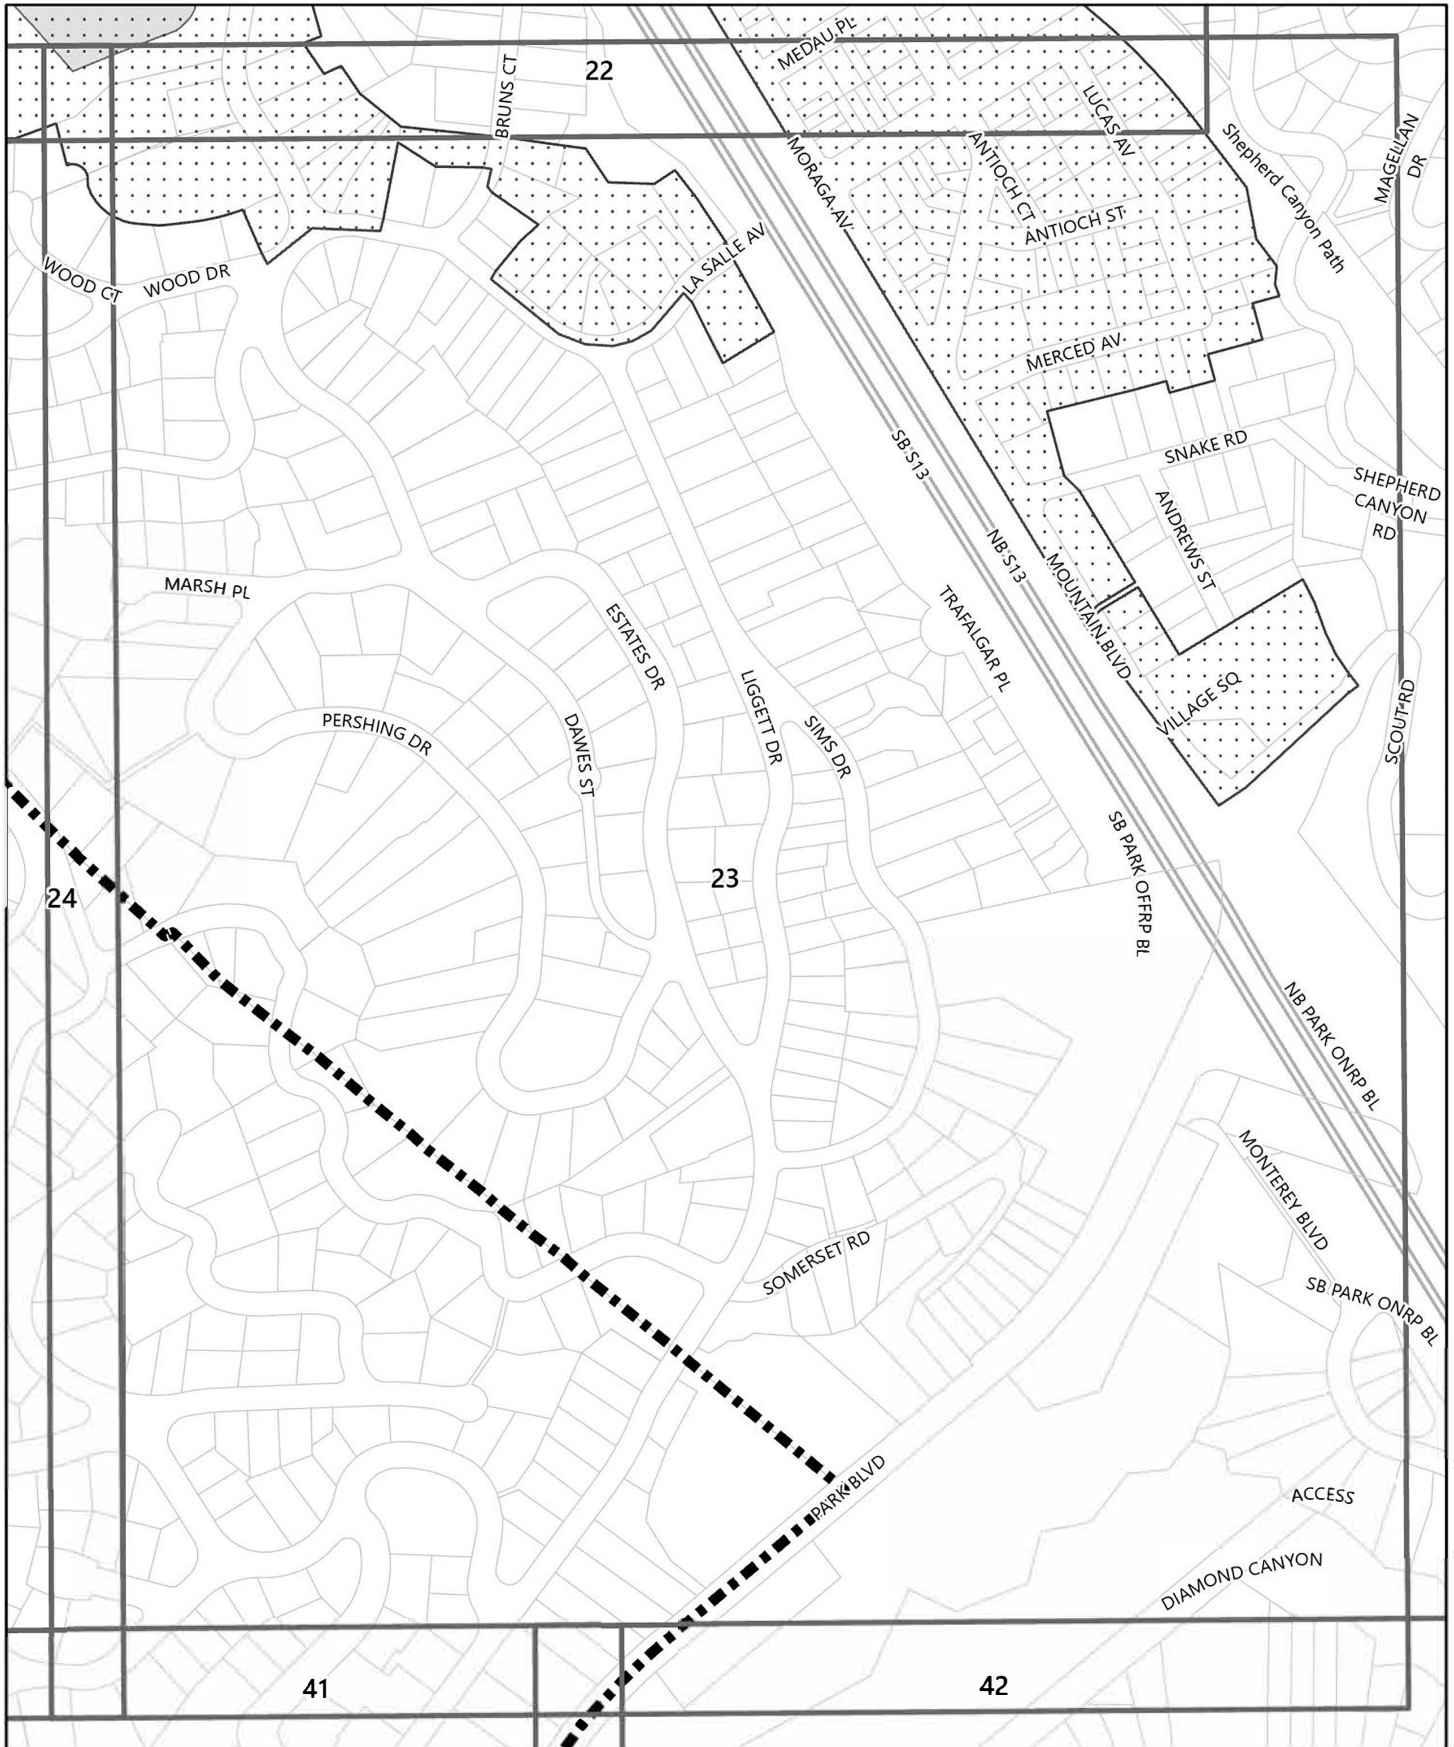 MEDAU PL
22
BRUNS CT
LUCAS AV
MAGELLAN
DR
Shepherd Canyon Path
MORAGA AV
ANTIOCH CT
ANTIOCH ST
LA SALLE AV
WOOD CT
WOOD DR
MERCED AV
SB S13
SNAKE RD
SHEPHERD
CANYON
RD
ANDREWS ST
NB S13
MOUNTAIN BLVD
MARSH PL
TRAFALGAR PL
ESTATES DR
LIGGETT DR
VILLAGE SQ
SCOUT RD
PERSHING DR
DAWES ST
SIMS DR
23
24
SB PARK OFFRP BL
NB PARK ONRP BL
MONTEREY BLVD
SOMERSET RD
SB PARK ONRP BL
PARK BLVD
ACCESS
DIAMOND CANYON
41
42